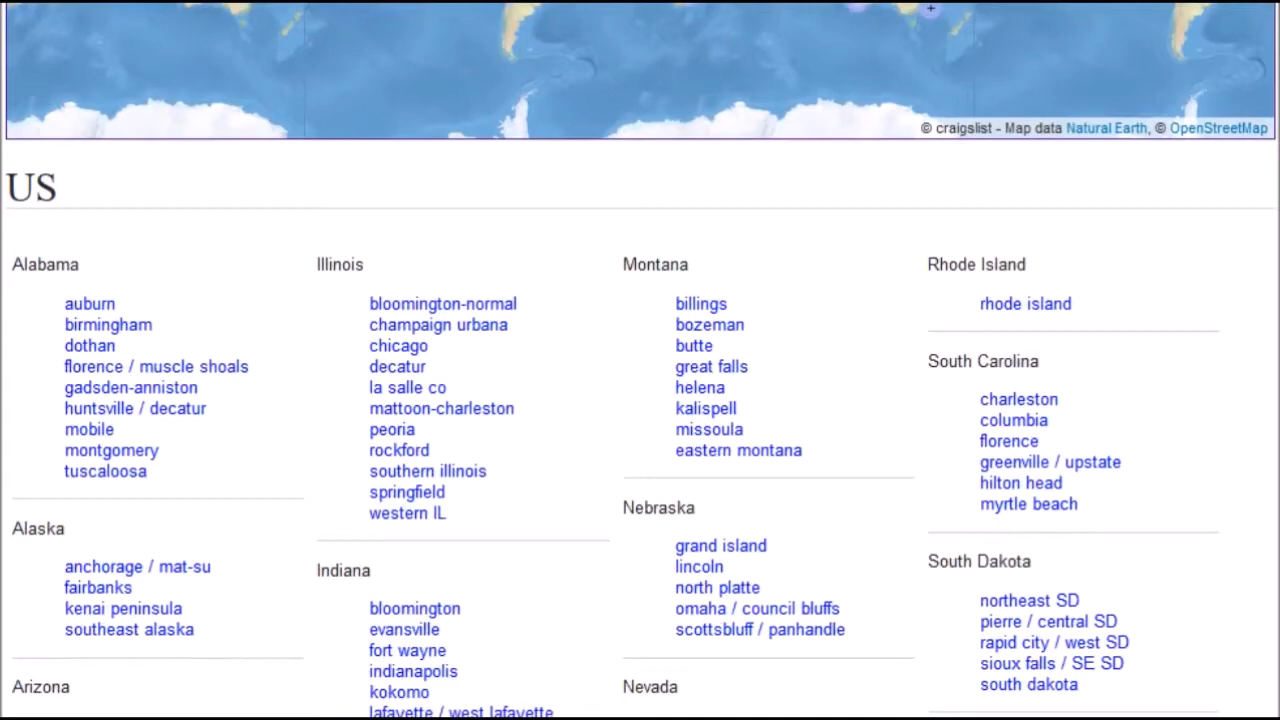 © craigslist - Map data Natural Earth, © OpenStreetMap
US
Alabama
auburn
birmingham
dothan
florence / muscle shoals
gadsden-anniston
huntsville / decatur
mobile
montgomery
tuscaloosa
Alaska
anchorage / mat-su
fairbanks
kenai peninsula
southeast alaska
Arizona
Illinois
bloomington-normal
champaign urbana
chicago
decatur
la salle co
mattoon-charleston
peoria
rockford
southern illinois
springfield
western IL
Indiana
bloomington
evansville
fort wayne
indianapolis
kokomo
lafayette / west lafayette
Montana
billings
bozeman
butte
great falls
helena
kalispell
missoula
eastern montana
Nebraska
grand island
lincoln
north platte
omaha / council bluffs
scottsbluff / panhandle
Nevada
Rhode Island
rhode island
South Carolina
charleston
columbia
florence
greenville / upstate
hilton head
myrtle beach
South Dakota
northeast SD
pierre / central SD
rapid city / west SD
sioux falls / SE SD
south dakota